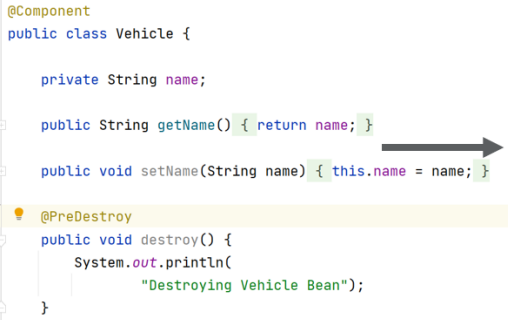 @Component
public class Vehicle {
private String name;
public String getName() { return name; }
public void setName(String name) { this.name = name; }
@PreDestroy
public void destroy() {
System.out.println(
"Destroying Vehicle Bean");
}